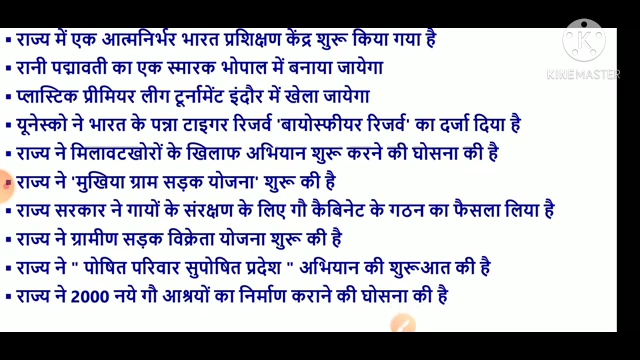 ▪ राज्य में एक आत्मनिर्भर भारत प्रशिक्षण केंद्र शुरू किया गया है
▪ रानी पद्मावती का एक स्मारक भोपाल में बनाया जायेगा
▪ प्लास्टिक प्रीमियर लीग टूर्नामेंट इंदौर में खेला जायेगा
▪ यूनेस्को ने भारत के पन्ना टाइगर रिजर्व 'बायोस्फीयर रिजर्व' का दर्जा दिया है
▪ राज्य ने मिलावटखोरों के खिलाफ अभियान शुरू करने की घोसना की है
▪ राज्य ने 'मुखिया ग्राम सड़क योजना' शुरू की है
▪ राज्य सरकार ने गायों के संरक्षण के लिए गौ कैबिनेट के गठन का फैसला लिया है
▪ राज्य ने ग्रामीण सड़क विक्रेता योजना शुरू की है
▪ राज्य ने " पोषित परिवार सुपोषित प्रदेश " अभियान की शुरूआत की है
▪ राज्य ने 2000 नये गौ आश्रयों का निर्माण कराने की घोसना की है
KINEMASTER